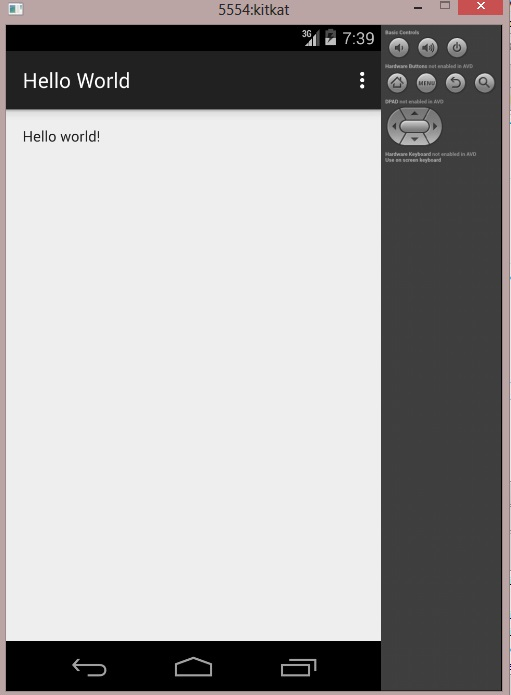 5554:kitkat
3G 7:39
Hello World
Hello world!
Basic Controls
Hardware Buttons not enabled in AVD
MENU
DPAD not enabled in AVD
Hardware Keyboard not enabled in AVD
Use on screen keyboard